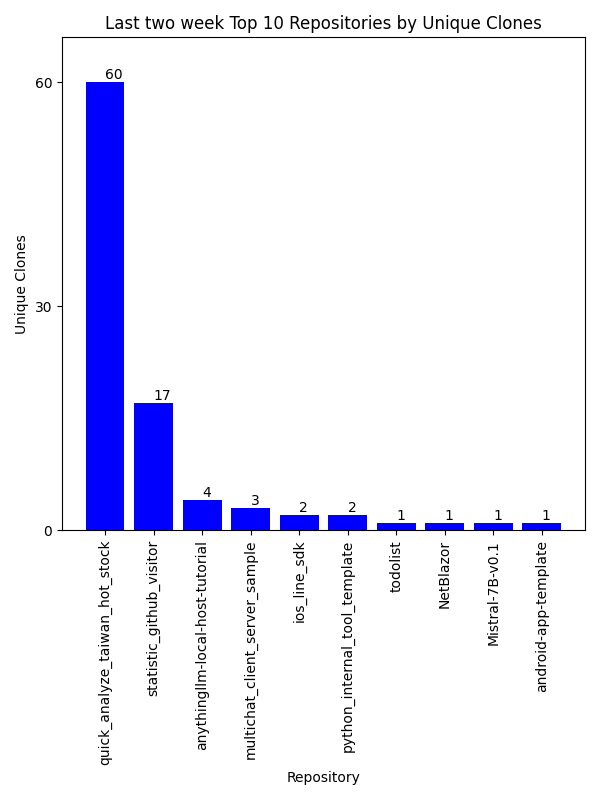 Last two week Top 10 Repositories by Unique Clones
Unique Clones
60
30
0
60
17
4
3
2
2
1
1
1
1
quick_analyze_taiwan_hot_stock
statistic_github_visitor
anythingllm-local-host-tutorial
multichat_client_server_sample
ios_line_sdk
python_internal_tool_template
todolist
NetBlazor
Mistral-7B-v0.1
android-app-template
Repository